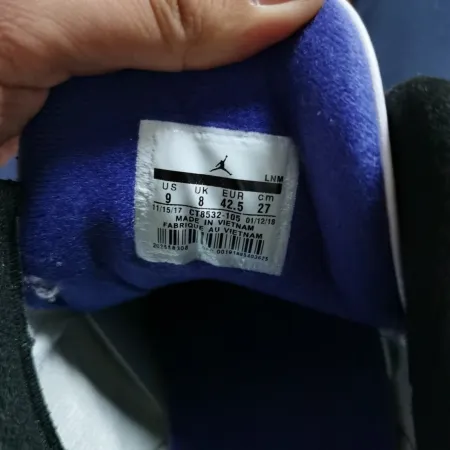 LNM
US UK EUR cm
9 8 42.5 27
11/15/17 CT8532-105 01/12/18
MADE IN VIETNAM
FABRIQUE AU VIETNAM